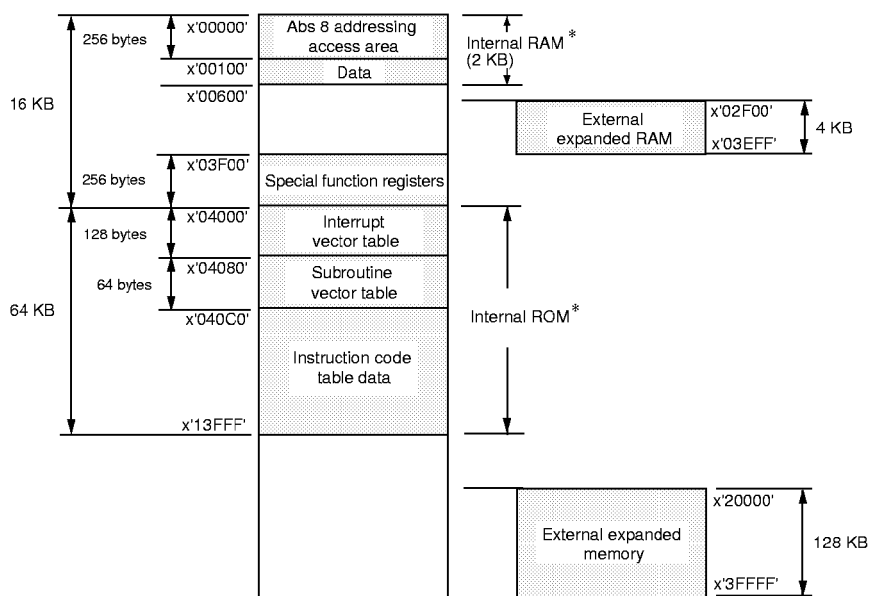 x'00000'
256 bytes
Abs 8 addressing
access area
Internal RAM*
(2 KB)
x'00100'
Data
x'00600'
16 KB
External
expanded RAM
x'02F00'
x'03EFF'
4 KB
x'03F00'
256 bytes
Special function registers
x'04000'
128 bytes
Interrupt
vector table
x'04080'
64 bytes
Subroutine
vector table
64 KB
x'040C0'
Internal ROM*
Instruction code
table data
x'13FFF'
x'20000'
External expanded
memory
128 KB
x'3FFFF'